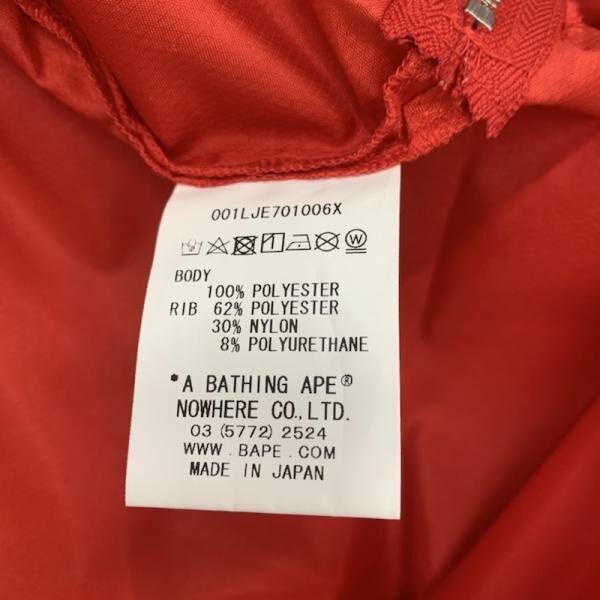 001LJE701006X
W
BODY
100% POLYESTER
RIB 62% POLYESTER
30% NYLON
8% POLYURETHANE
*A BATHING APE®
NOWHERE CO.,LTD.
03 (5772) 2524
WWW.BAPE.COM
MADE IN JAPAN